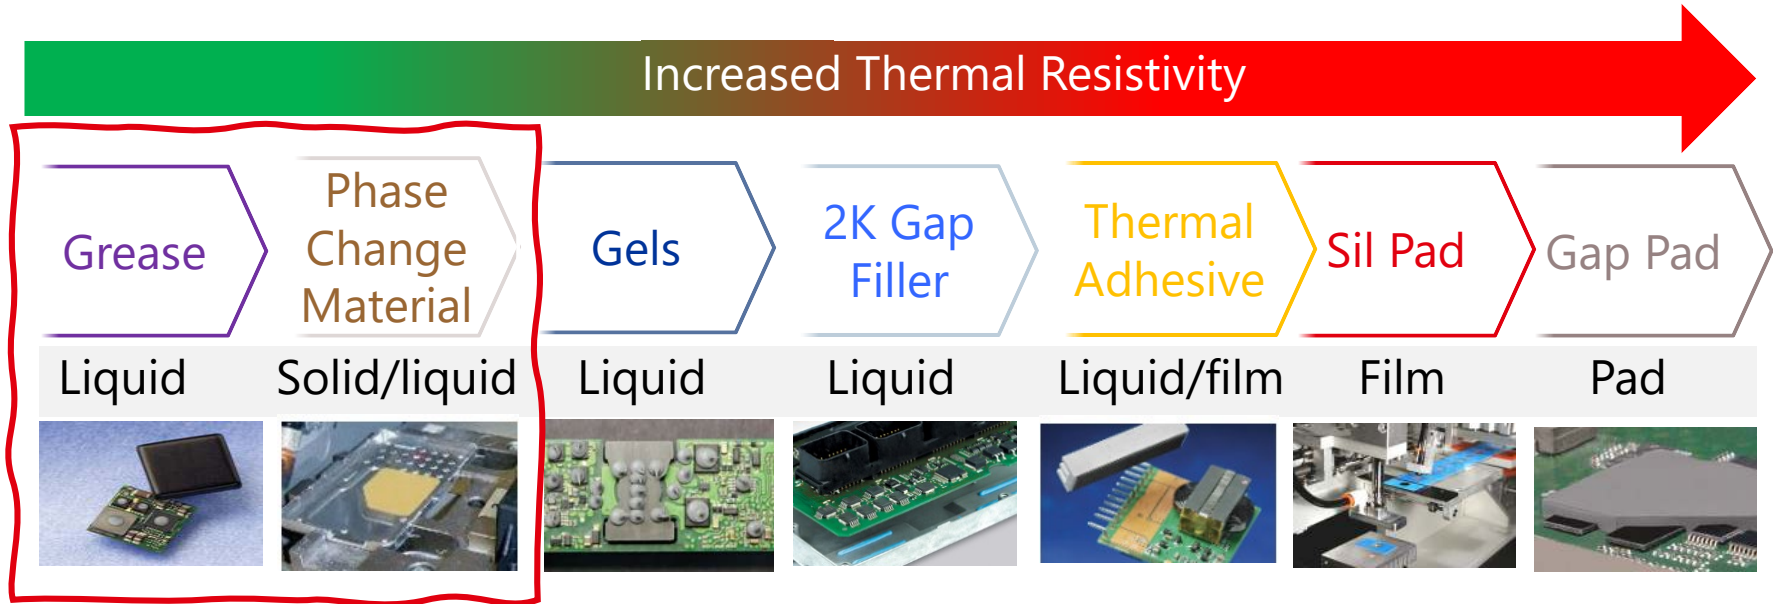 Increased Thermal Resistivity
Grease
Phase
Change
Material
Gels
2K Gap
Filler
Thermal
Adhesive
Sil Pad
Gap Pad
Liquid
Solid/liquid
Liquid
Liquid
Liquid/film
Film
Pad